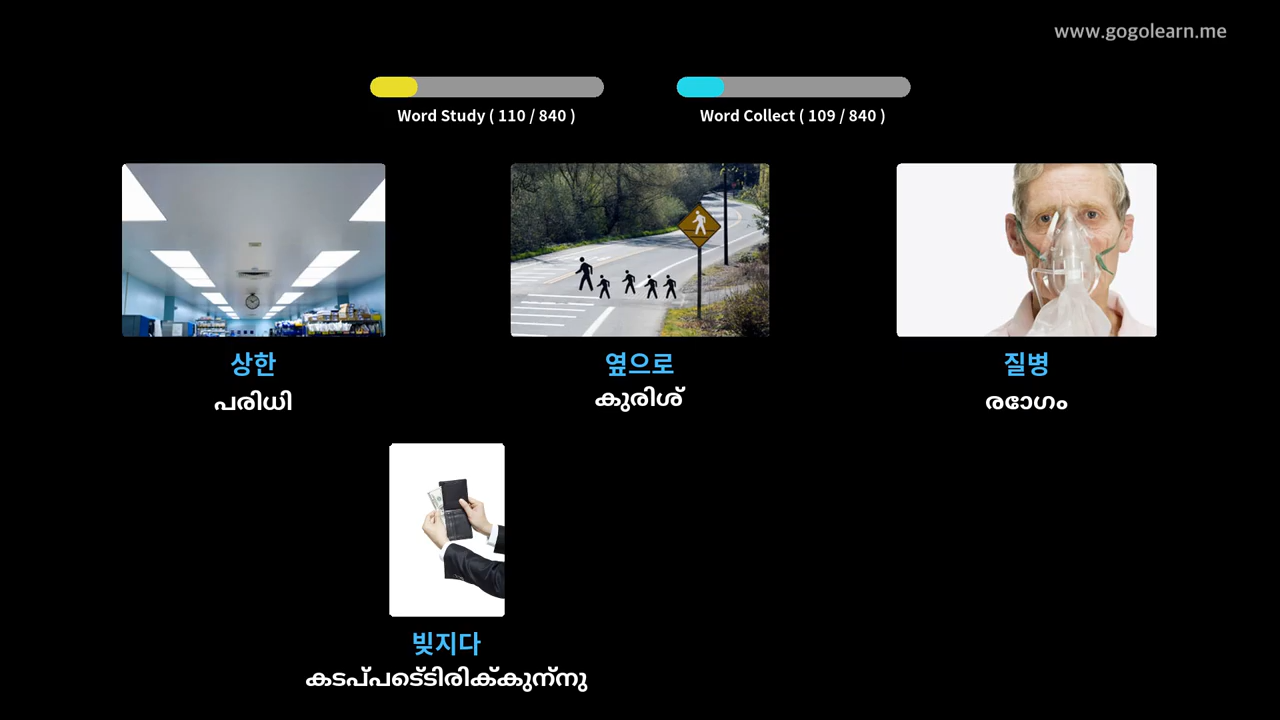 www.gogolearn.me
Word Study ( 110 / 840 )
Word Collect ( 109 / 840 )
상한
옆으로
질병
പരിധി
കുരിശ്
രോഗം
빚지다
കടപ്പെട്ടിരിക്കുന്നു